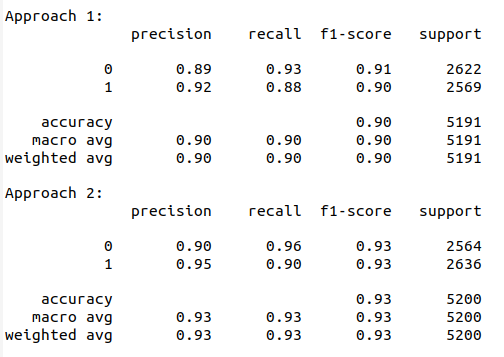 Approach 1:
precision recall f1-score support
0 0.89 0.93 0.91 2622
1 0.92 0.88 0.90 2569
accuracy 0.90 5191
macro avg 0.90 0.90 0.90 5191
weighted avg 0.90 0.90 0.90 5191
Approach 2:
precision recall f1-score support
0 0.90 0.96 0.93 2564
1 0.95 0.90 0.93 2636
accuracy 0.93 5200
macro avg 0.93 0.93 0.93 5200
weighted avg 0.93 0.93 0.93 5200